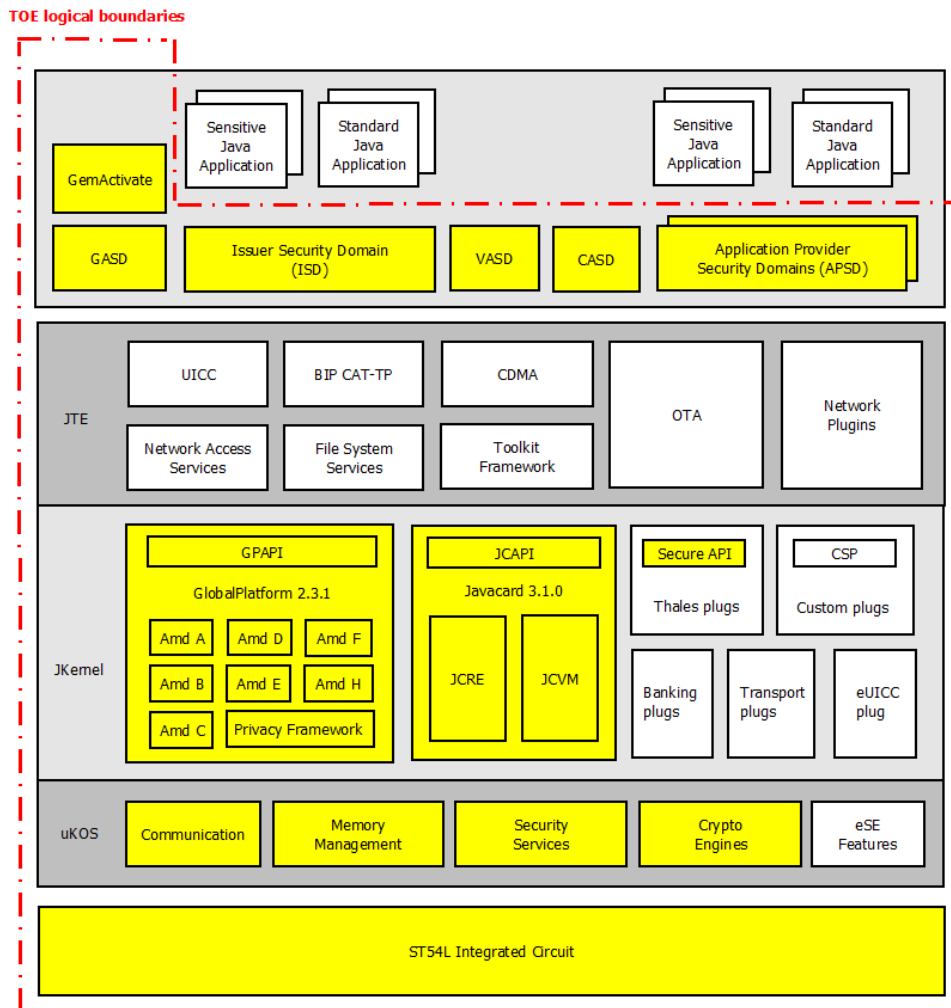 TOE logical boundaries
Sensitive
Java
Application
Standard
Java
Application
Sensitive
Java
Application
Standard
Java
Application
GemActivate
GASD
Issuer Security Domain
(ISD)
VASD
CASD
Application Provider
Security Domains (APSD)
JTE
UICC
BIP CAT-TP
CDMA
OTA
Network
Plugins
Network Access
Services
File System
Services
Toolkit
Framework
JKernel
GPAPI
GlobalPlatform 2.3.1
Amd A
Amd D
Amd F
Amd B
Amd E
Amd H
Amd C
Privacy Framework
JCAPI
Javacard 3.1.0
JCRE
JCVM
Secure API
Thales plugs
CSP
Custom plugs
Banking
plugs
Transport
plugs
eUICC
plug
uKOS
Communication
Memory
Management
Security
Services
Crypto
Engines
eSE
Features
ST54L Integrated Circuit